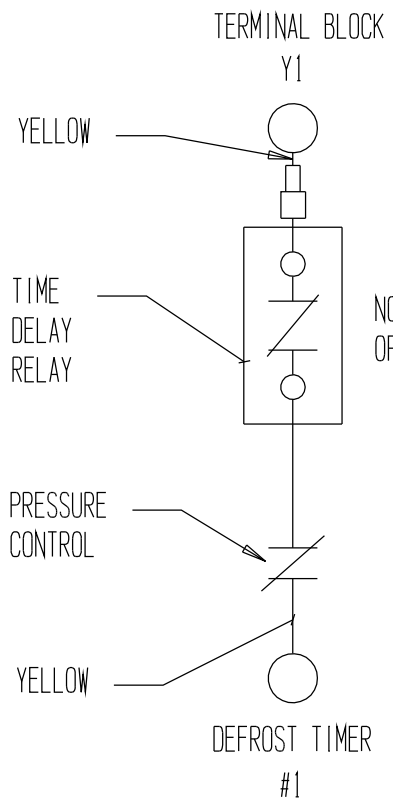 TERMINAL BLOCK
Y1
YELLOW
TIME
DELAY
RELAY
PRESSURE
CONTROL
YELLOW
DEFROST TIMER
#1